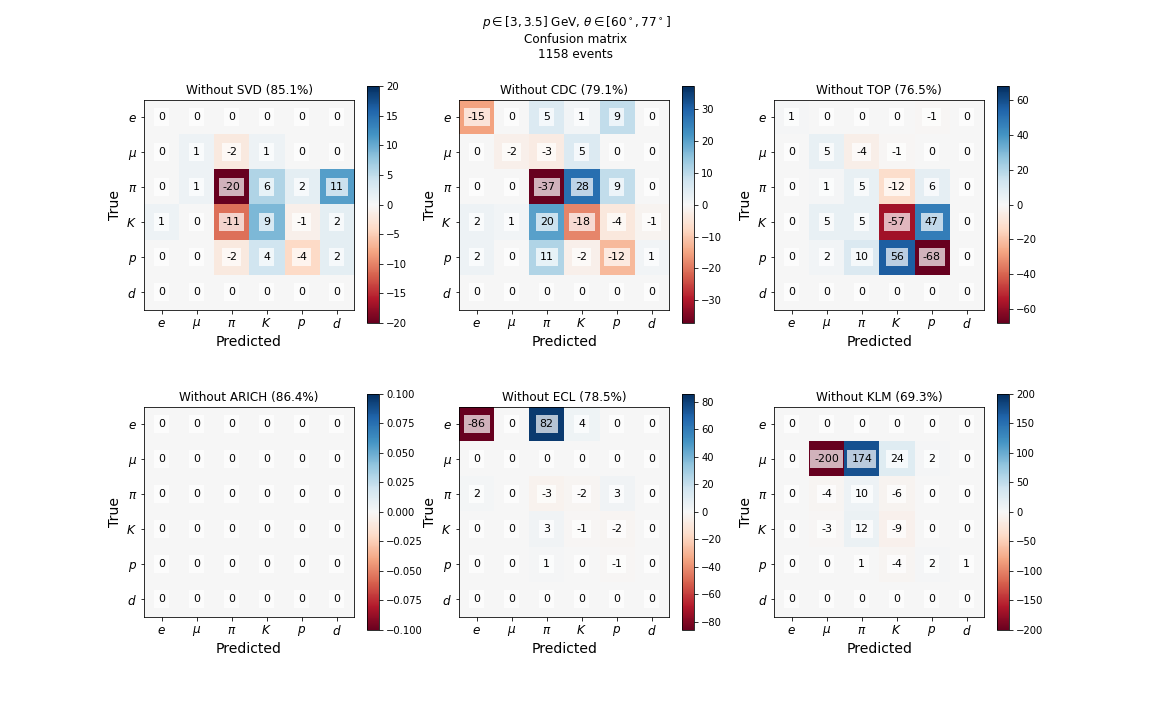 p ∈ [3, 3.5] GeV, θ ∈ [60°, 77°]
Confusion matrix
1158 events
Without SVD (85.1%)
True
e 0 0 0 0 0 0
μ 0 1 -2 1 0 0
π 0 1 -20 6 2 11
K 1 0 -11 9 -1 2
p 0 0 -2 4 -4 2
d 0 0 0 0 0 0
e μ π K p d
Predicted
20
15
10
5
0
−5
−10
−15
−20
Without CDC (79.1%)
True
e -15 0 5 1 9 0
μ 0 -2 -3 5 0 0
π 0 0 -37 28 9 0
K 2 1 20 -18 -4 -1
p 2 0 11 -2 -12 1
d 0 0 0 0 0 0
e μ π K p d
Predicted
30
20
10
0
−10
−20
−30
Without TOP (76.5%)
True
e 1 0 0 0 -1 0
μ 0 5 -4 -1 0 0
π 0 1 5 -12 6 0
K 0 5 5 -57 47 0
p 0 2 10 56 -68 0
d 0 0 0 0 0 0
e μ π K p d
Predicted
60
40
20
0
−20
−40
−60
Without ARICH (86.4%)
True
e 0 0 0 0 0 0
μ 0 0 0 0 0 0
π 0 0 0 0 0 0
K 0 0 0 0 0 0
p 0 0 0 0 0 0
d 0 0 0 0 0 0
e μ π K p d
Predicted
0.100
0.075
0.050
0.025
0.000
−0.025
−0.050
−0.075
−0.100
Without ECL (78.5%)
True
e -86 0 82 4 0 0
μ 0 0 0 0 0 0
π 2 0 -3 -2 3 0
K 0 0 3 -1 -2 0
p 0 0 1 0 -1 0
d 0 0 0 0 0 0
e μ π K p d
Predicted
80
60
40
20
0
−20
−40
−60
−80
Without KLM (69.3%)
True
e 0 0 0 0 0 0
μ 0 -200 174 24 2 0
π 0 -4 10 -6 0 0
K 0 -3 12 -9 0 0
p 0 0 1 -4 2 1
d 0 0 0 0 0 0
e μ π K p d
Predicted
200
150
100
50
0
−50
−100
−150
−200